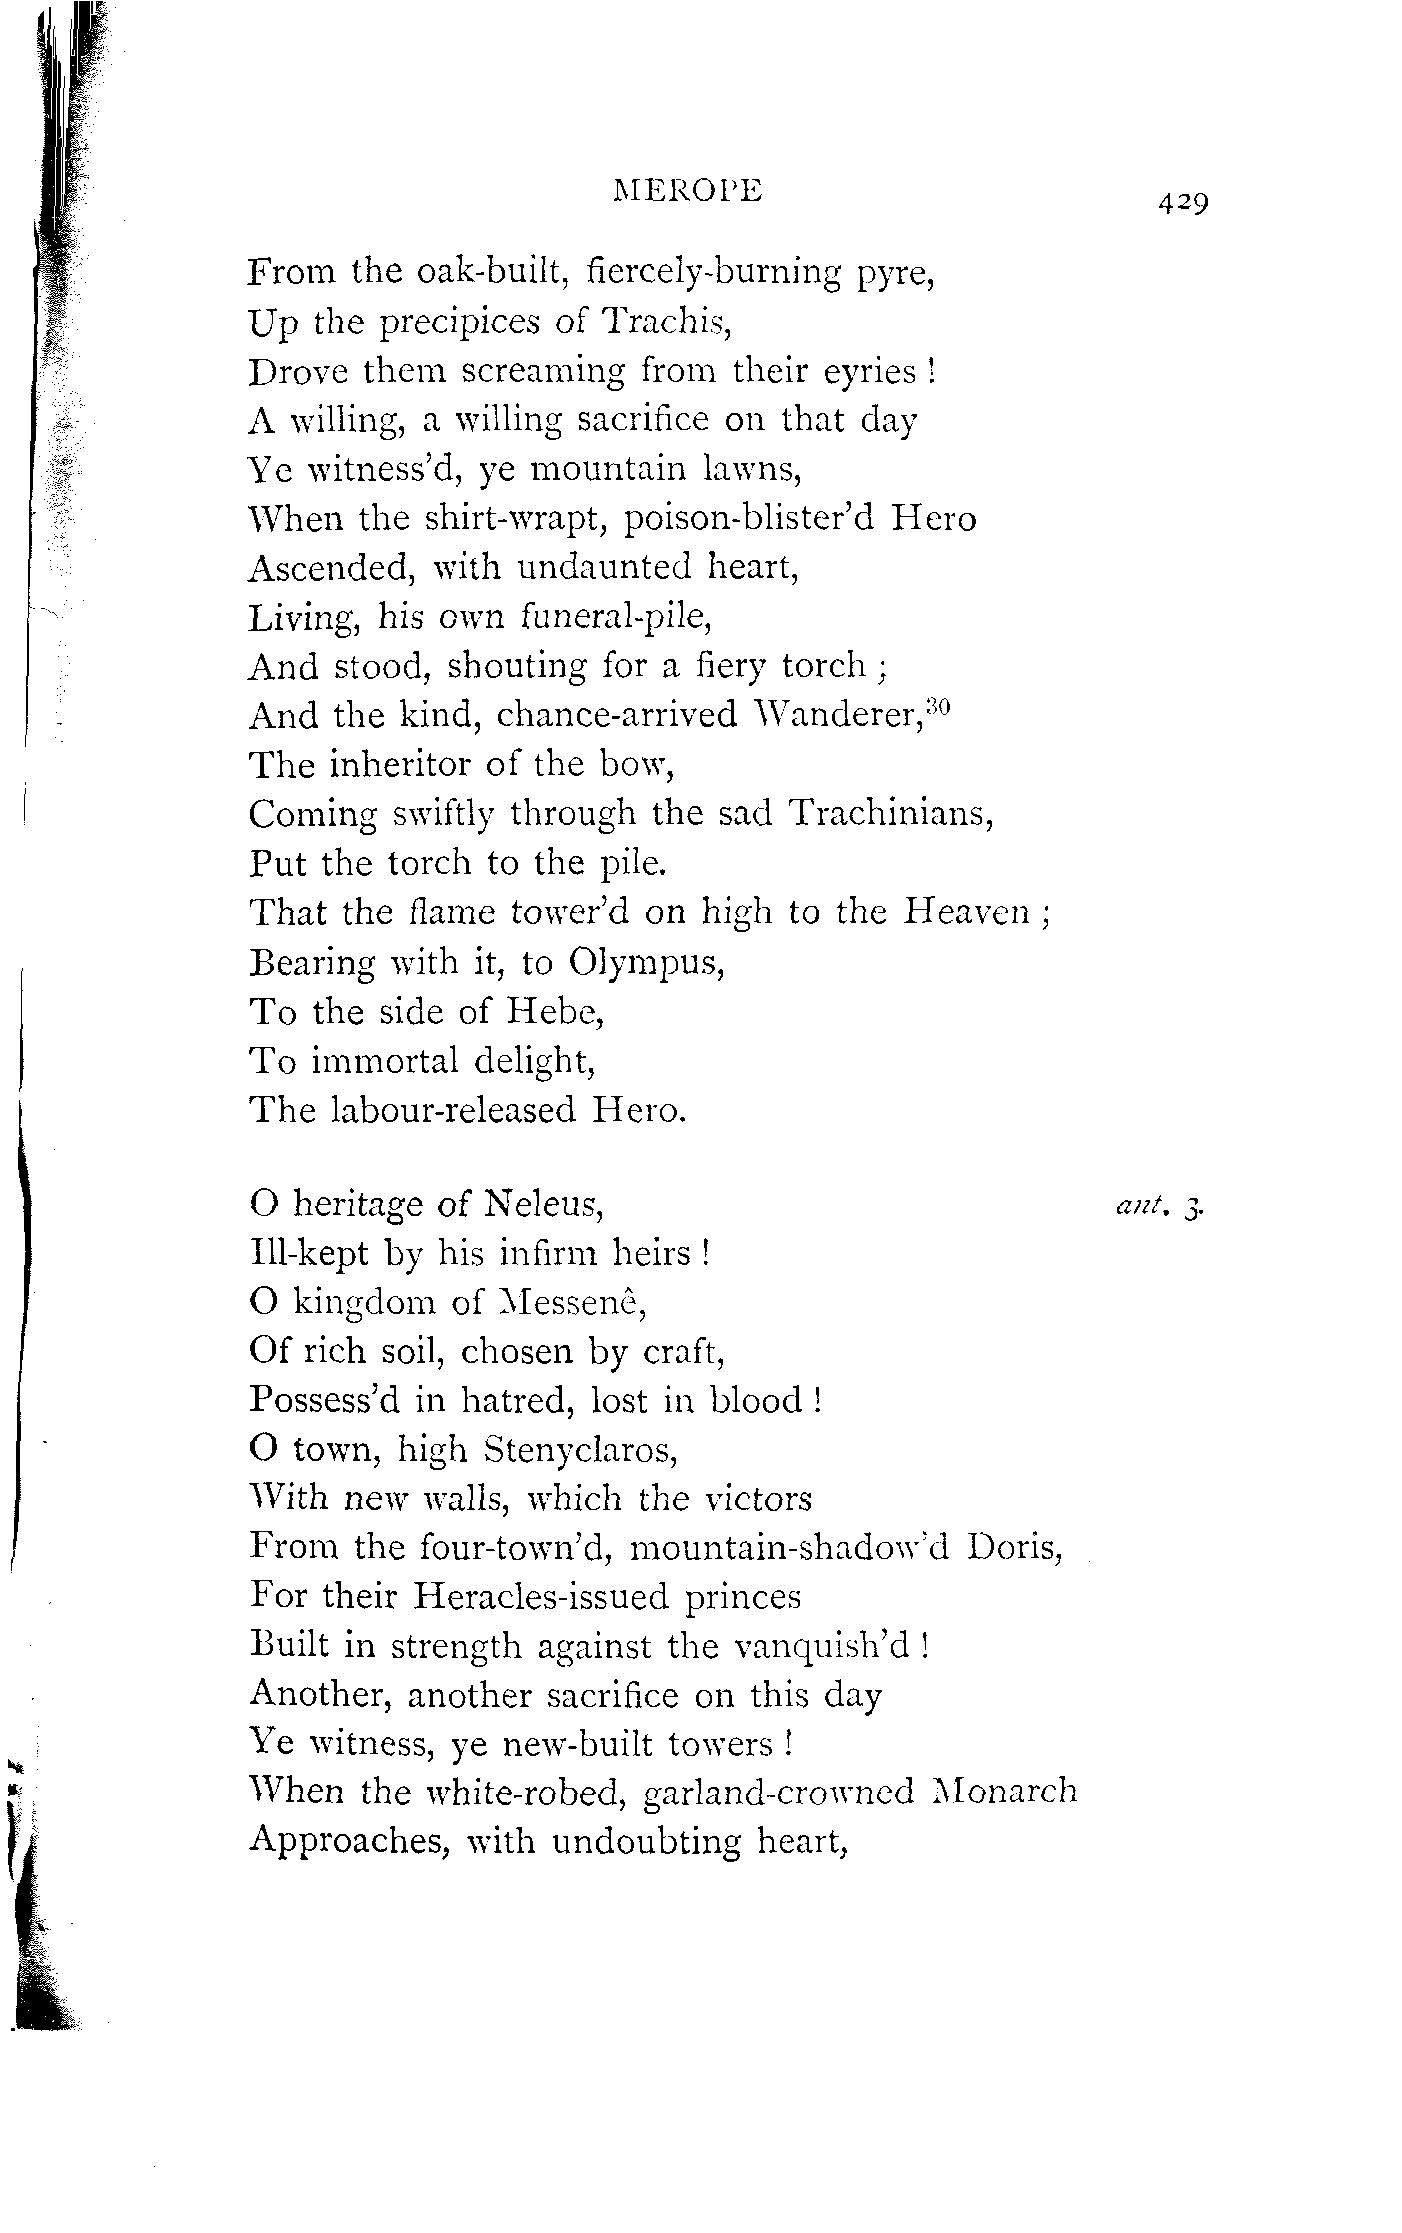 MEROPE
429
From the oak-built, fiercely-burning pyre,
Up the precipices of Trachis,
Drove them screaming from their eyries !
A willing, a willing sacrifice on that day
Ye witness'd, ye mountain lawns,
When the shirt-wrapt, poison-blister'd Hero
Ascended, with undaunted heart,
Living, his own funeral-pile,
And stood, shouting for a fiery torch ;
And the kind, chance-arrived Wanderer,³⁰
The inheritor of the bow,
Coming swiftly through the sad Trachinians,
Put the torch to the pile.
That the flame tower'd on high to the Heaven ;
Bearing with it, to Olympus,
To the side of Hebe,
To immortal delight,
The labour-released Hero.
O heritage of Neleus, ant. 3.
Ill-kept by his infirm heirs !
O kingdom of Messenê,
Of rich soil, chosen by craft,
Possess'd in hatred, lost in blood !
O town, high Stenyclaros,
With new walls, which the victors
From the four-town'd, mountain-shadow'd Doris,
For their Heracles-issued princes
Built in strength against the vanquish'd !
Another, another sacrifice on this day
Ye witness, ye new-built towers !
When the white-robed, garland-crowned Monarch
Approaches, with undoubting heart,